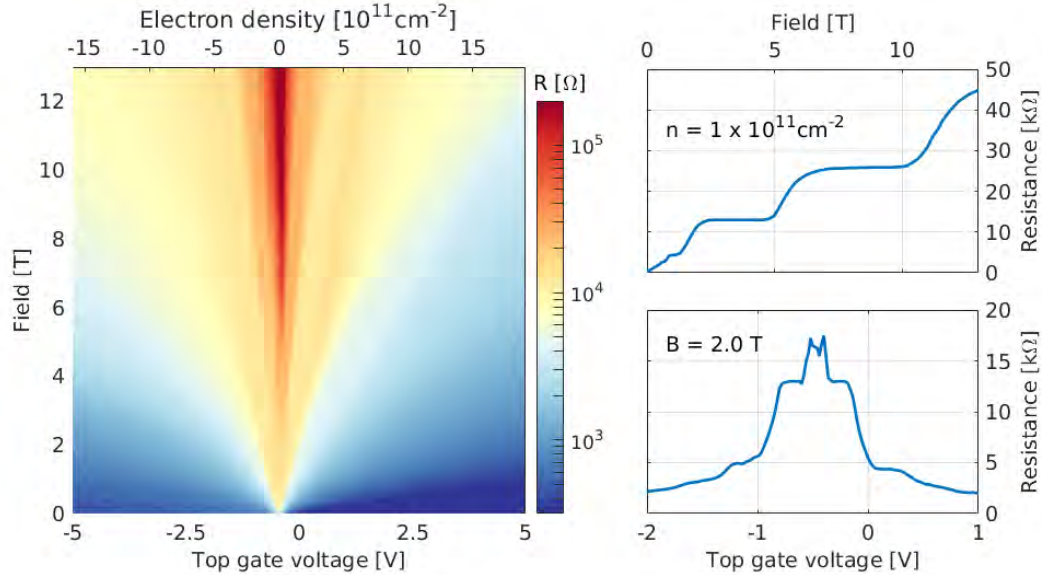 Electron density [10¹¹cm⁻²]
-15 -10 -5 0 5 10 15
R [Ω]
10⁵
10⁴
10³
Field [T]
12
10
8
6
4
2
0
-5 -2.5 0 2.5 5
Top gate voltage [V]
Field [T]
0 5 10
n = 1 x 10¹¹cm⁻²
50
40
30
20
10
0
Resistance [kΩ]
B = 2.0 T
20
15
10
5
0
Resistance [kΩ]
-2 -1 0 1
Top gate voltage [V]